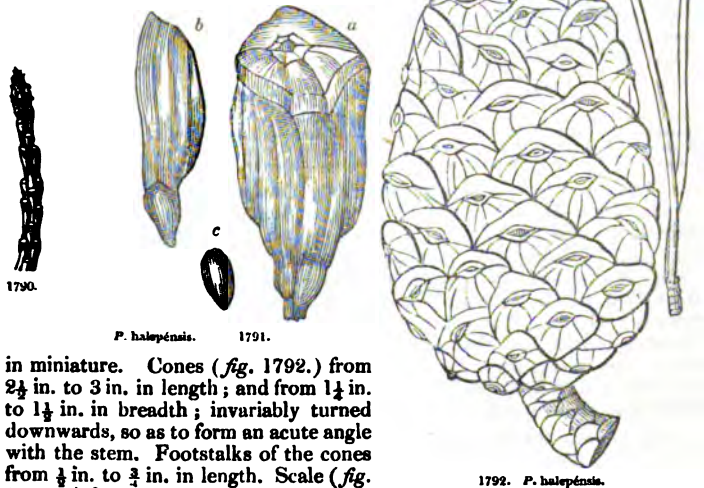 b
a
c
1790.
P. halepénsis. 1791.
in miniature. Cones (fig. 1792.) from
2½ in. to 3 in. in length; and from 1¼ in.
to 1½ in. in breadth; invariably turned
downwards, so as to form an acute angle
with the stem. Footstalks of the cones
from ½ in. to ¾ in. in length. Scale (fig.
1792. P. halepénsis.